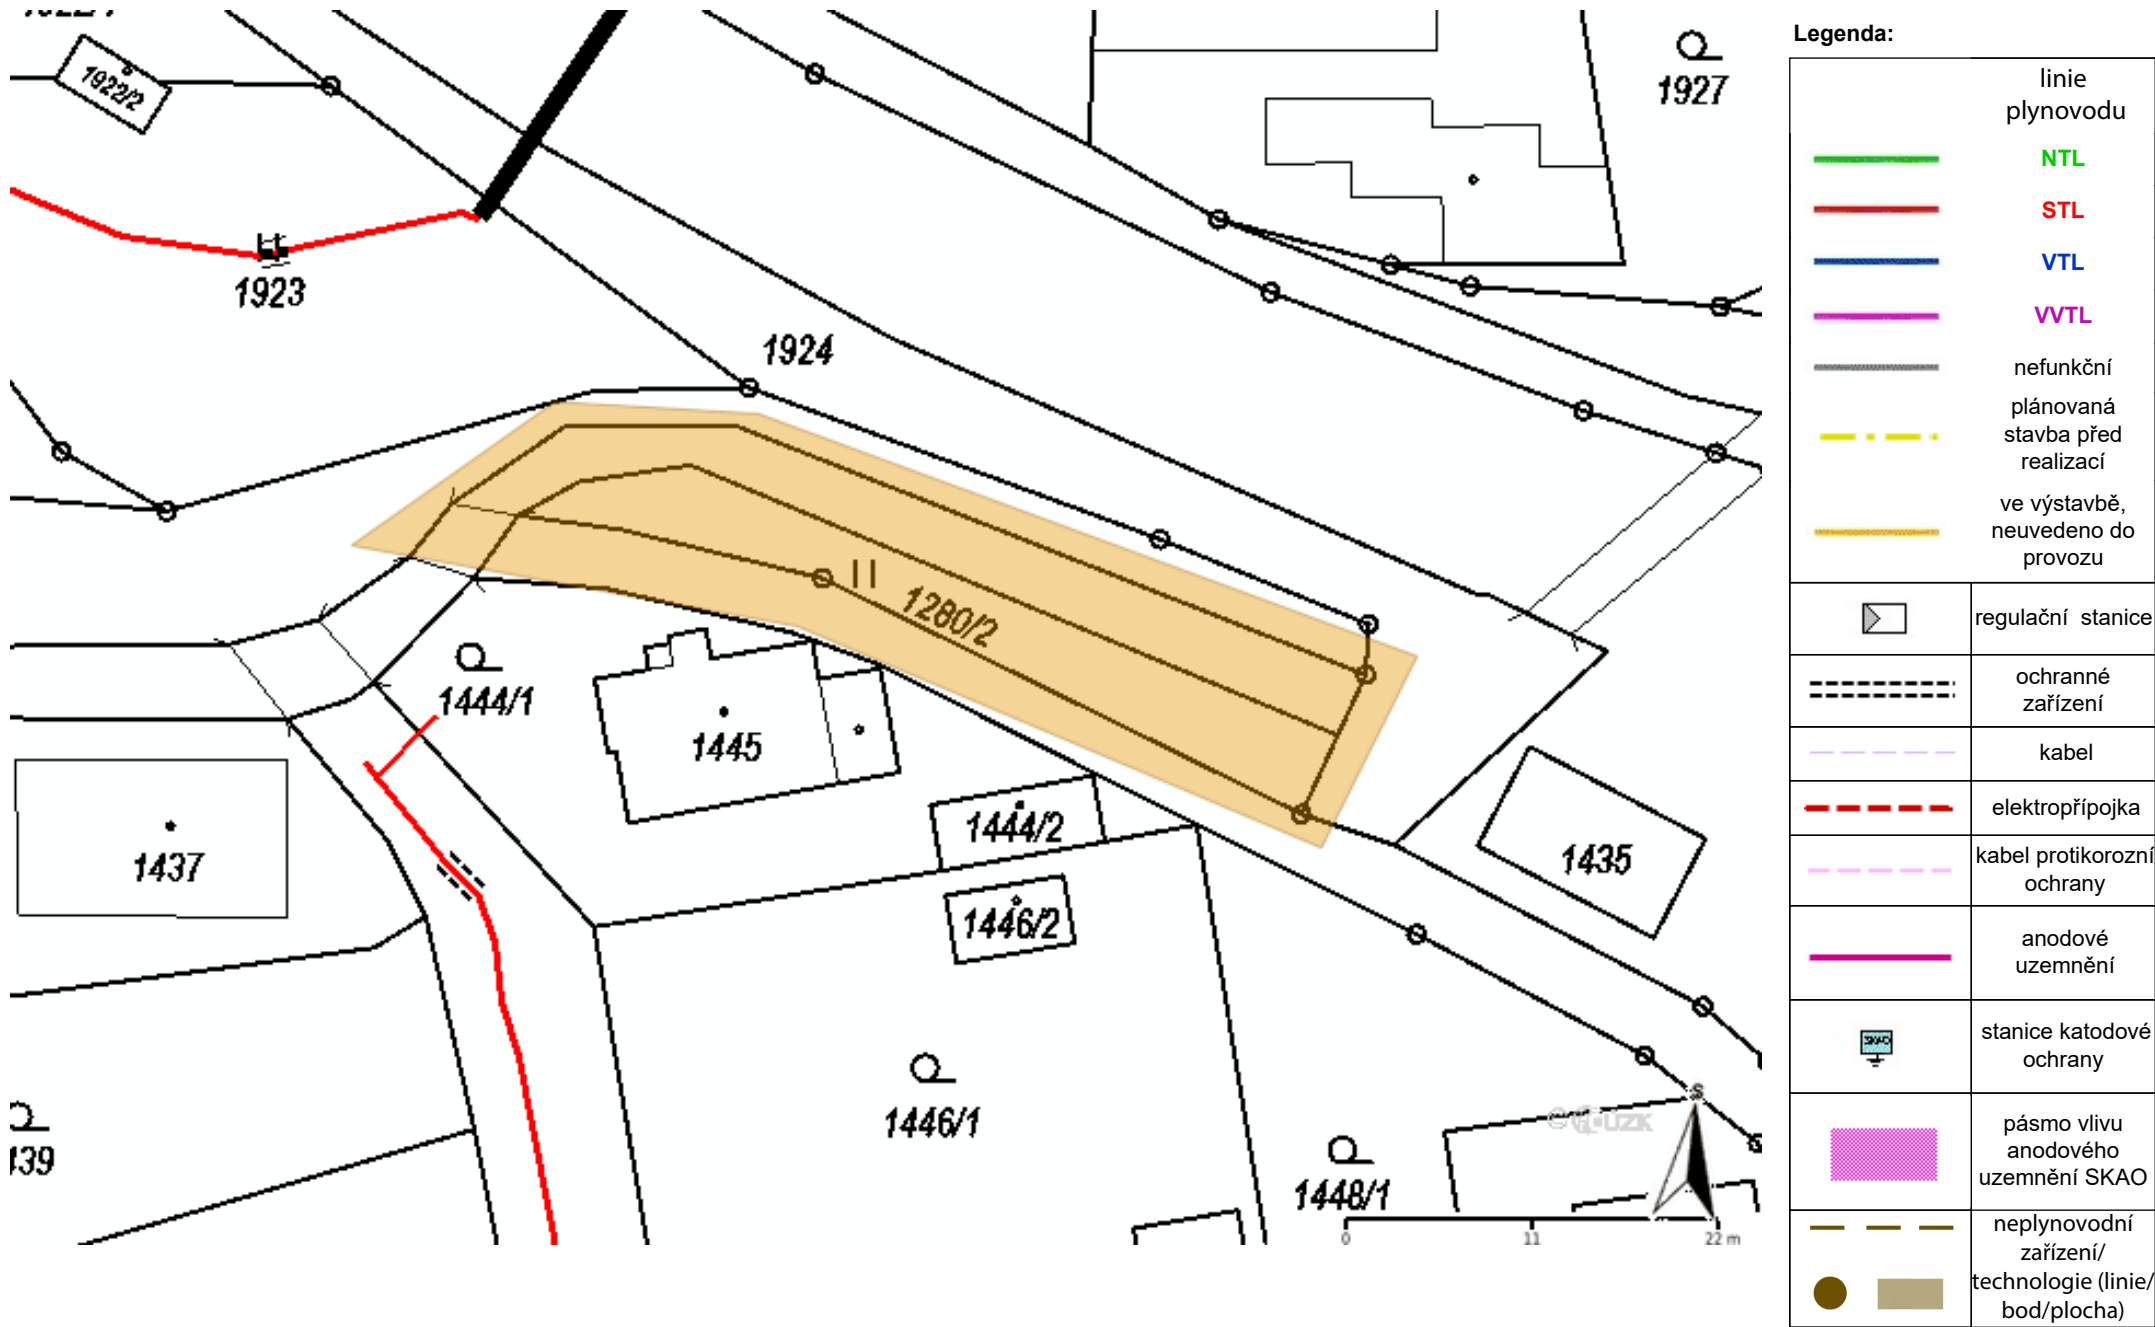 1922/2
1927
1923
1924
1280/2
1444/1
1445
1437
1444/2
1435
1446/2
1446/1
1448/1
S
0 11 22 m
Legenda:
linie
plynovodu
NTL
STL
VTL
VVTL
nefunkční
plánovaná
stavba před
realizací
ve výstavbě,
neuvedeno do
provozu
regulační stanice
ochranné
zařízení
kabel
elektropřípojka
kabel protikorozní
ochrany
anodové
uzemnění
SKAO
stanice katodové
ochrany
pásmo vlivu
anodového
uzemnění SKAO
neplynovodní
zařízení/
technologie (linie/
bod/plocha)